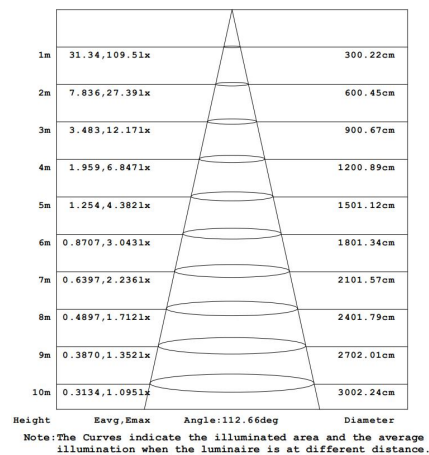 1m 31.34,109.5lx 300.22cm
2m 7.836,27.39lx 600.45cm
3m 3.483,12.17lx 900.67cm
4m 1.959,6.847lx 1200.89cm
5m 1.254,4.382lx 1501.12cm
6m 0.8707,3.043lx 1801.34cm
7m 0.6397,2.236lx 2101.57cm
8m 0.4897,1.712lx 2401.79cm
9m 0.3870,1.352lx 2702.01cm
10m 0.3134,1.095lx 3002.24cm
Height Eavg,Emax Angle:112.66deg Diameter
Note:The Curves indicate the illuminated area and the average
illumination when the luminaire is at different distance.